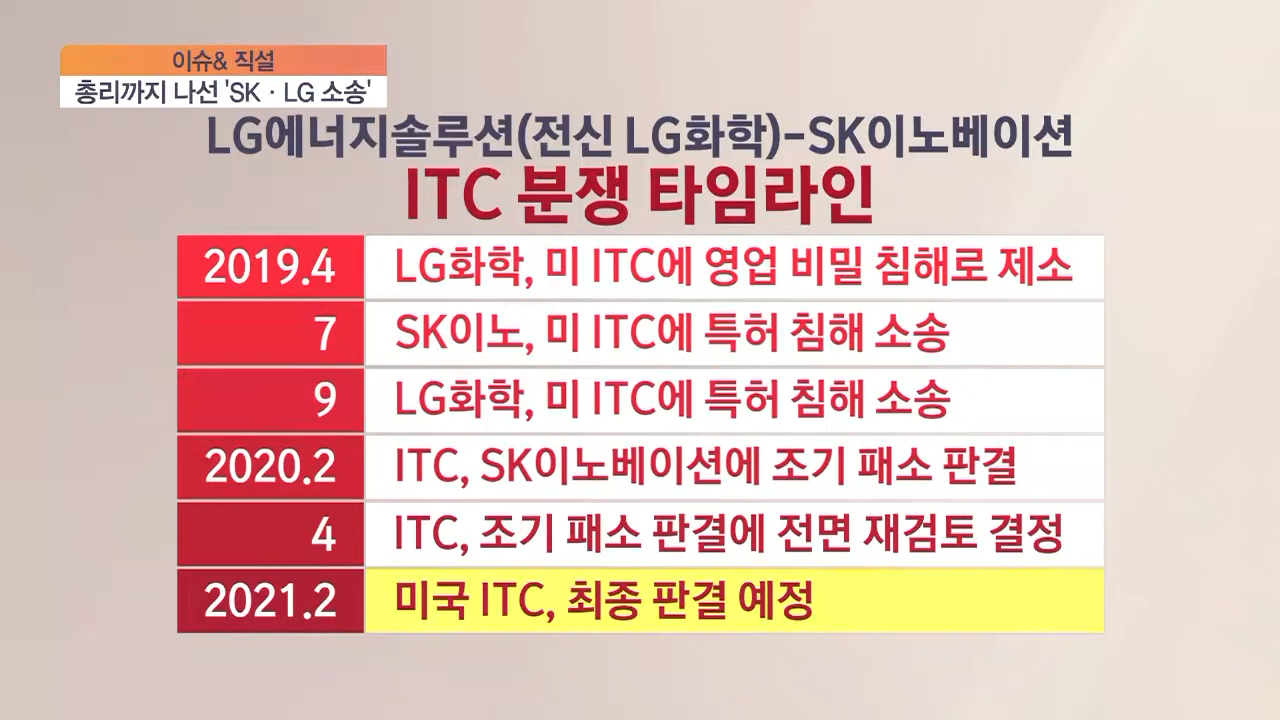 이슈& 직설
총리까지 나선 'SK · LG 소송'
LG에너지솔루션(전신 LG화학)-SK이노베이션
ITC 분쟁 타임라인
2019.4 LG화학, 미 ITC에 영업 비밀 침해로 제소
7 SK이노, 미 ITC에 특허 침해 소송
9 LG화학, 미 ITC에 특허 침해 소송
2020.2 ITC, SK이노베이션에 조기 패소 판결
4 ITC, 조기 패소 판결에 전면 재검토 결정
2021.2 미국 ITC, 최종 판결 예정